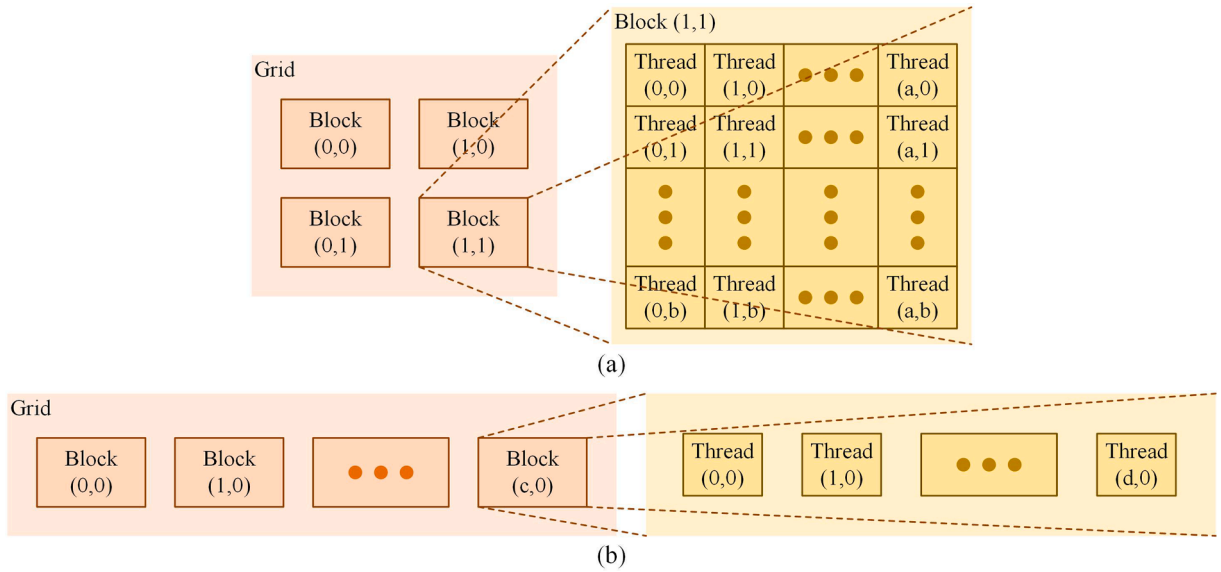 Block (1,1)
Grid
Block
(0,0)
Block
(1,0)
Block
(0,1)
Block
(1,1)
Thread
(0,0)
Thread
(1,0)
Thread
(a,0)
Thread
(0,1)
Thread
(1,1)
Thread
(a,1)
Thread
(0,b)
Thread
(1,b)
Thread
(a,b)
(a)
Grid
Block
(0,0)
Block
(1,0)
Block
(c,0)
Thread
(0,0)
Thread
(1,0)
Thread
(d,0)
(b)